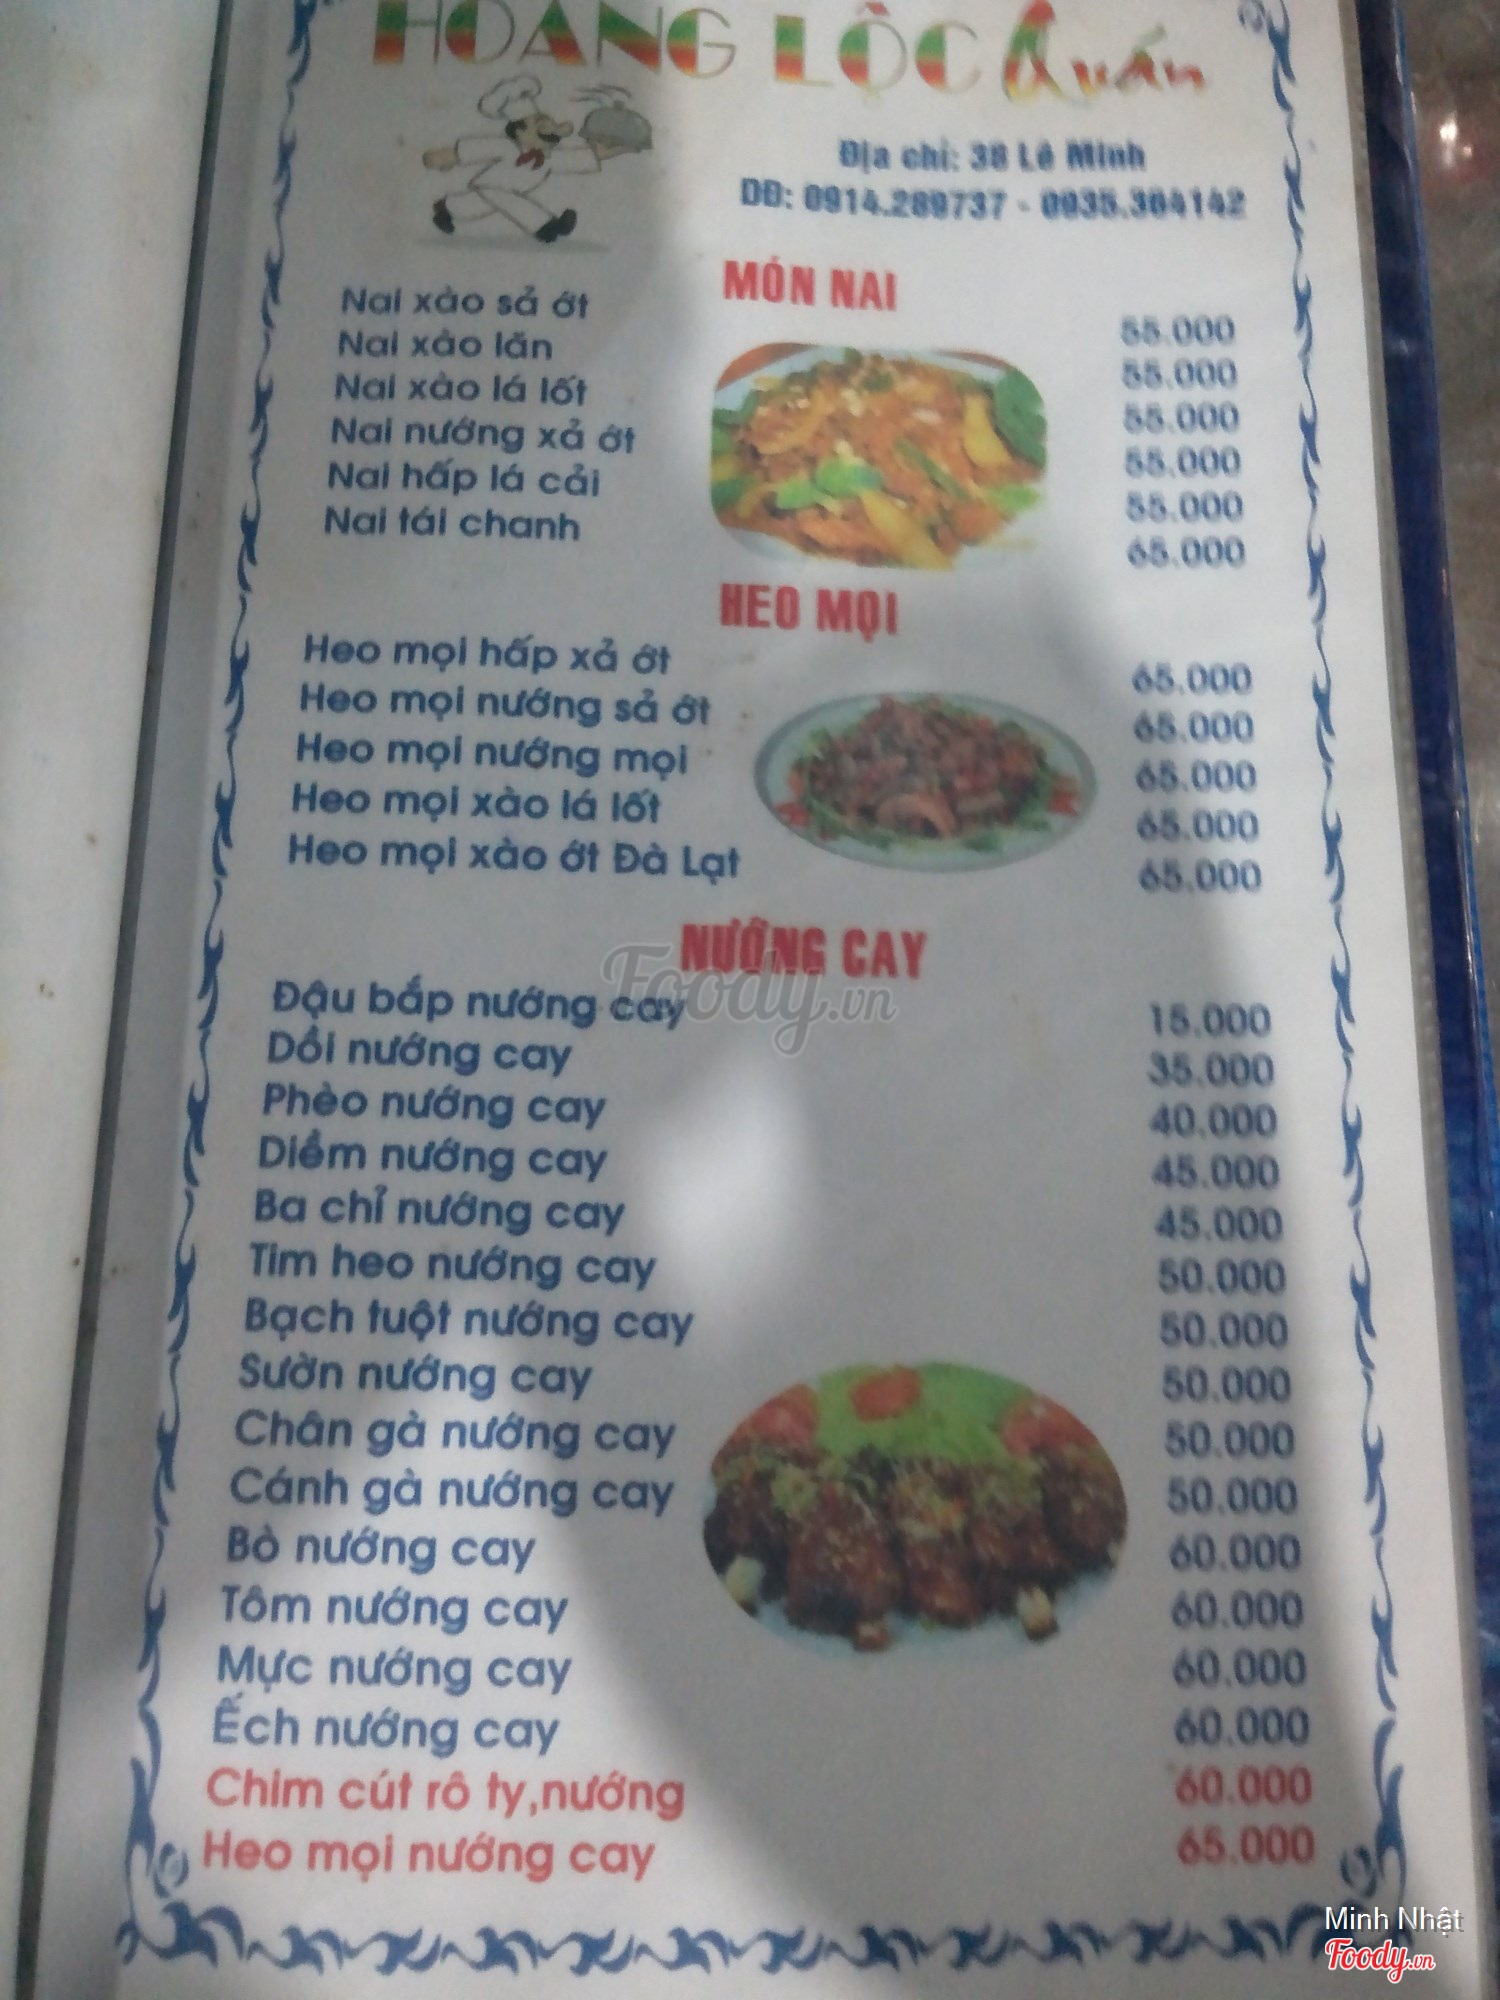 HOÀNG LỘC Quán
Địa chỉ: 38 Lê Minh
DĐ: 0914.289737 - 0935.304142
MÓN NAI
Nai xào sả ớt 55.000
Nai xào lăn 55.000
Nai xào lá lốt 55.000
Nai nướng xả ớt 55.000
Nai hấp lá cải 55.000
Nai tái chanh 65.000
HEO MỌI
Heo mọi hấp xả ớt 65.000
Heo mọi nướng sả ớt 65.000
Heo mọi nướng mọi 65.000
Heo mọi xào lá lốt 65.000
Heo mọi xào ớt Đà Lạt 65.000
NƯỚNG CAY
Đậu bắp nướng cay 15.000
Dồi nướng cay 35.000
Phèo nướng cay 40.000
Diềm nướng cay 45.000
Ba chỉ nướng cay 45.000
Tim heo nướng cay 50.000
Bạch tuột nướng cay 50.000
Sườn nướng cay 50.000
Chân gà nướng cay 50.000
Cánh gà nướng cay 50.000
Bò nướng cay 60.000
Tôm nướng cay 60.000
Mực nướng cay 60.000
Ếch nướng cay 60.000
Chim cút rô ty,nướng 60.000
Heo mọi nướng cay 65.000
Foody.vn
Minh Nhật
Foody.vn